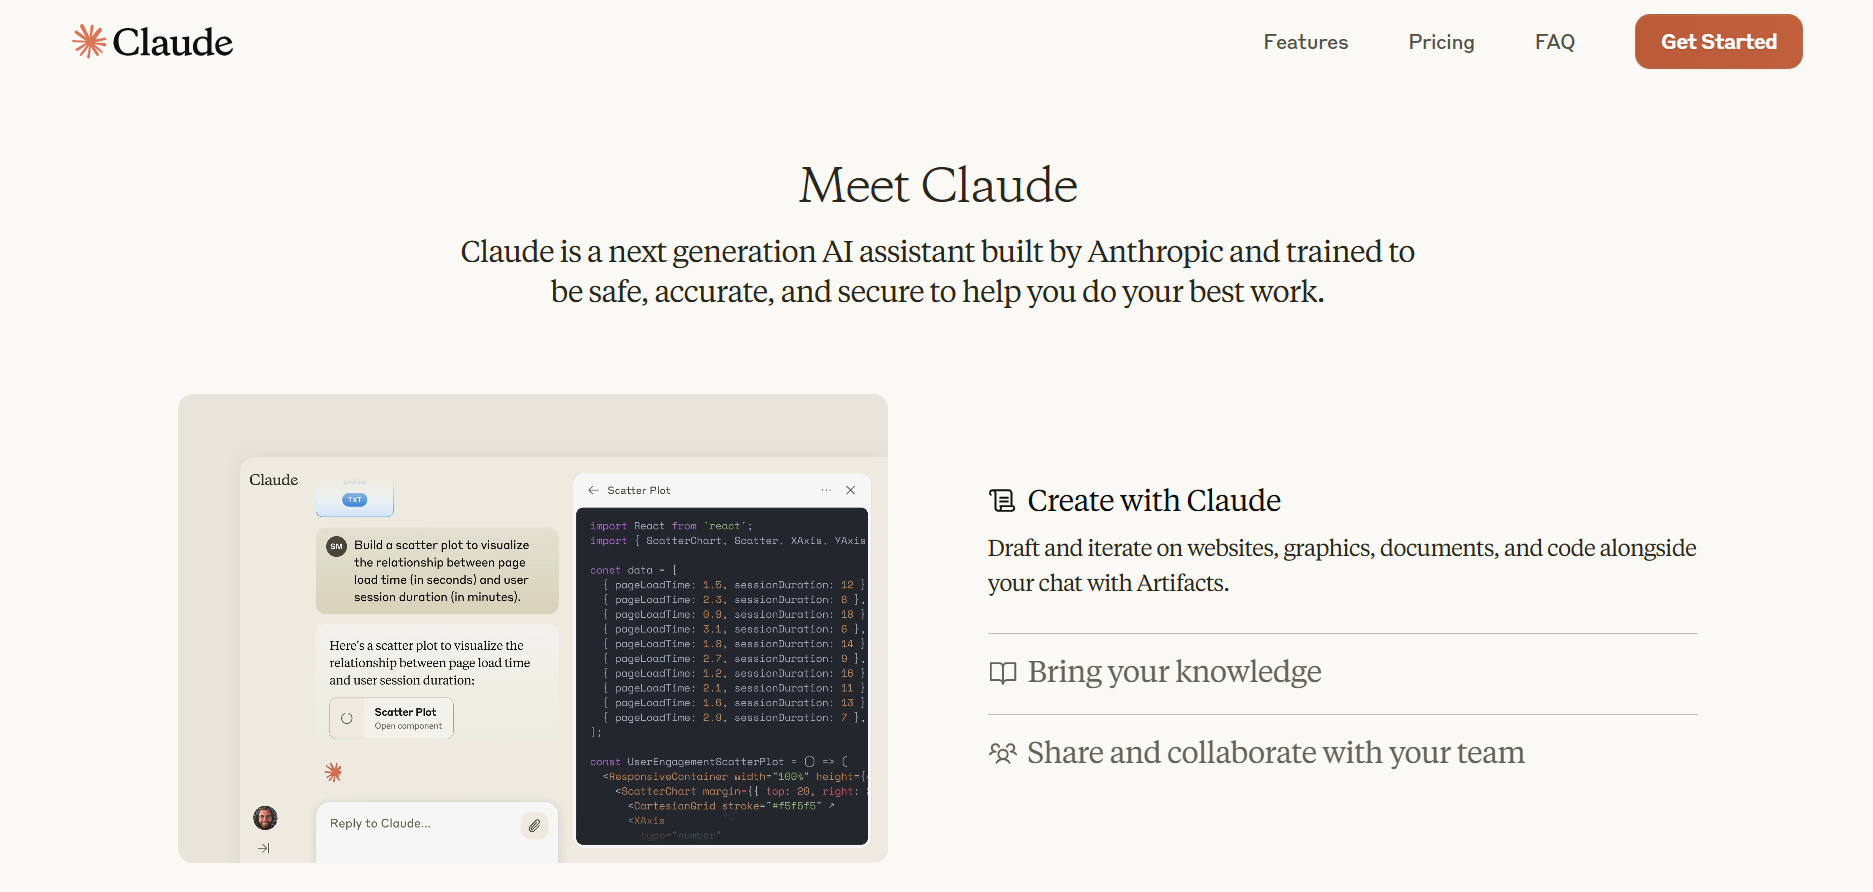 Claude
Features
Pricing
FAQ
Get Started
Meet Claude
Claude is a next generation AI assistant built by Anthropic and trained to
be safe, accurate, and secure to help you do your best work.
Claude
TXT
SM
Build a scatter plot to visualize
the relationship between page
load time (in seconds) and user
session duration (in minutes).
Here's a scatter plot to visualize the
relationship between page load time
and user session duration:
Scatter Plot
Open component
Reply to Claude...
Scatter Plot
import React from 'react';
import { ScatterChart, Scatter, XAxis, YAxis
const data = [
{ pageLoadTime: 1.5, sessionDuration: 12 }
{ pageLoadTime: 2.3, sessionDuration: 8 },
{ pageLoadTime: 0.9, sessionDuration: 18 }
{ pageLoadTime: 3.1, sessionDuration: 6 },
{ pageLoadTime: 1.8, sessionDuration: 14 }
{ pageLoadTime: 2.7, sessionDuration: 9 },
{ pageLoadTime: 1.2, sessionDuration: 16 }
{ pageLoadTime: 2.1, sessionDuration: 11 }
{ pageLoadTime: 1.6, sessionDuration: 13 }
{ pageLoadTime: 2.9, sessionDuration: 7 },
];
const UserEngagementScatterPlot = () => (
<ResponsiveContainer width="100%" height={
<ScatterChart margin={{ top: 20, right:
<CartesianGrid stroke="#f5f5f5"
<XAxis
type="number"
Create with Claude
Draft and iterate on websites, graphics, documents, and code alongside
your chat with Artifacts.
Bring your knowledge
Share and collaborate with your team